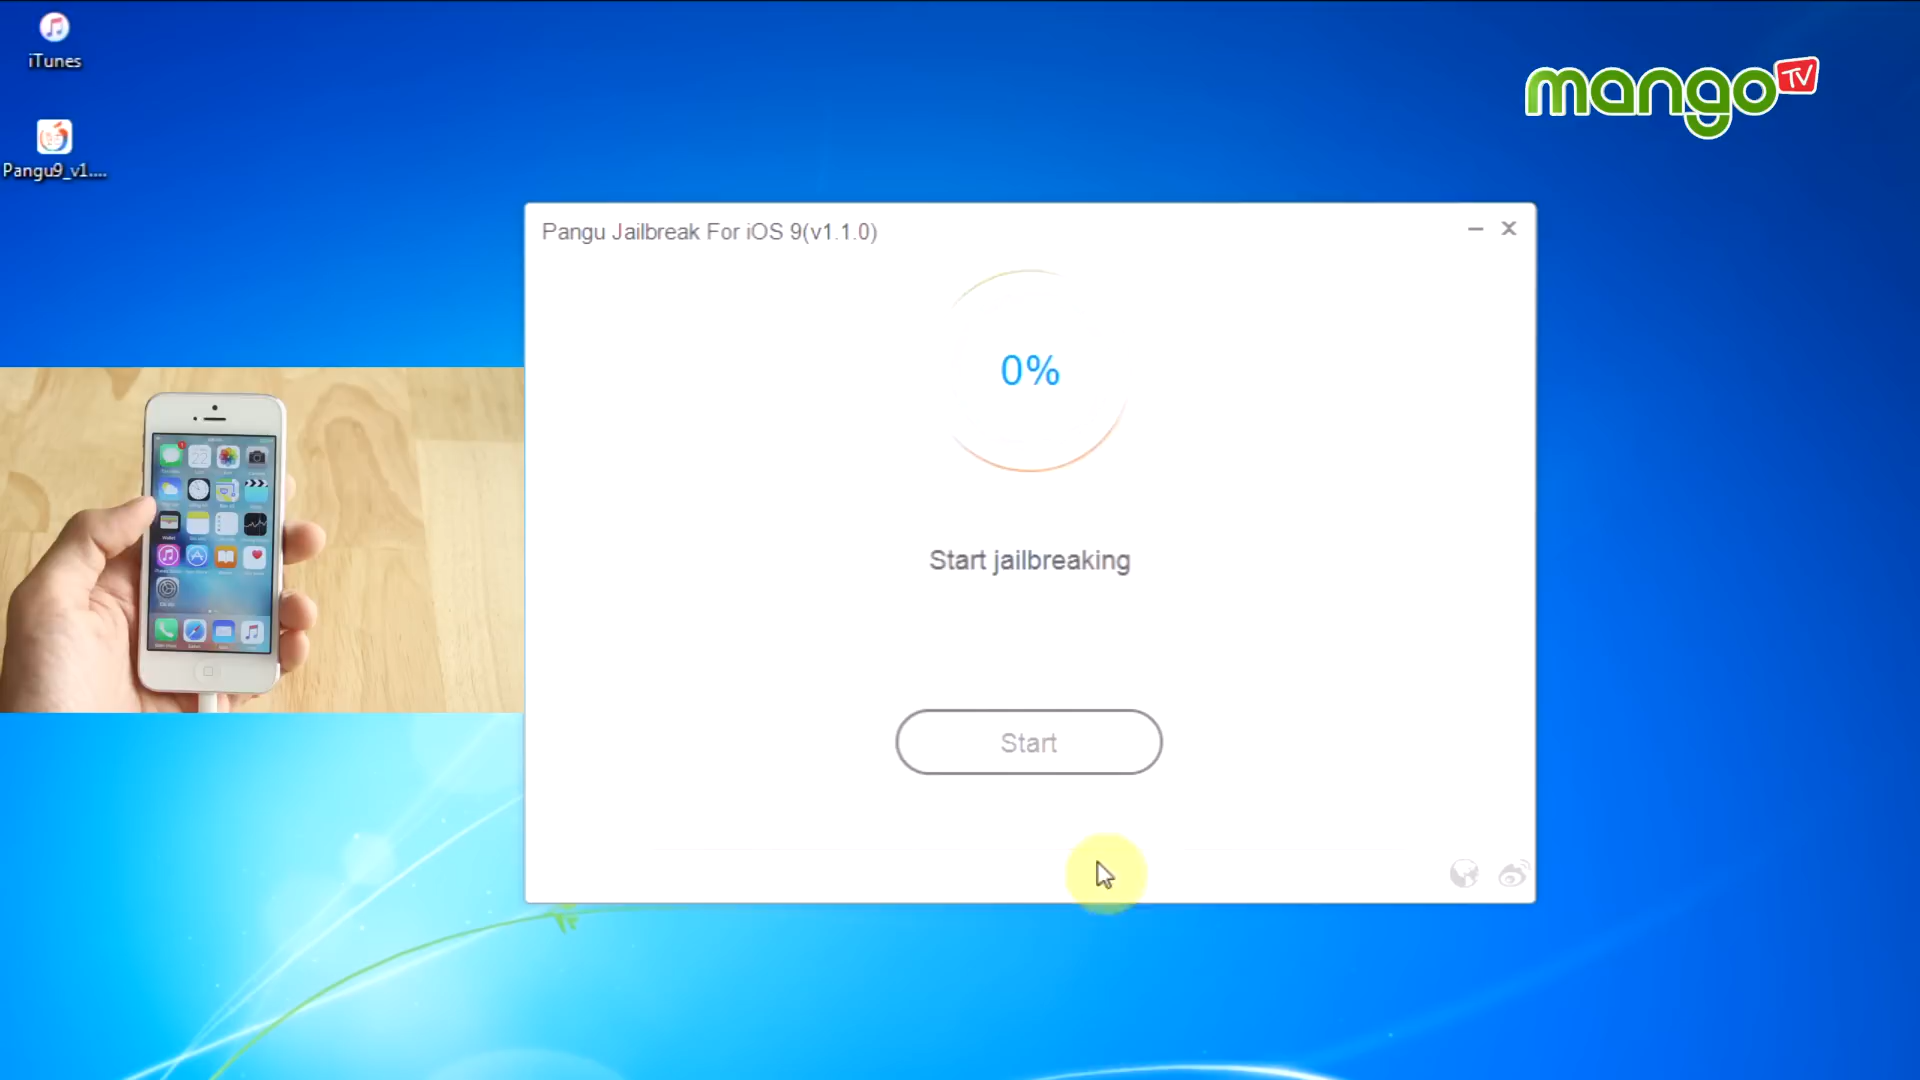 iTunes
mango TV
Pangu9_v1....
Pangu Jailbreak For iOS 9(v1.1.0)
0%
Start jailbreaking
Start